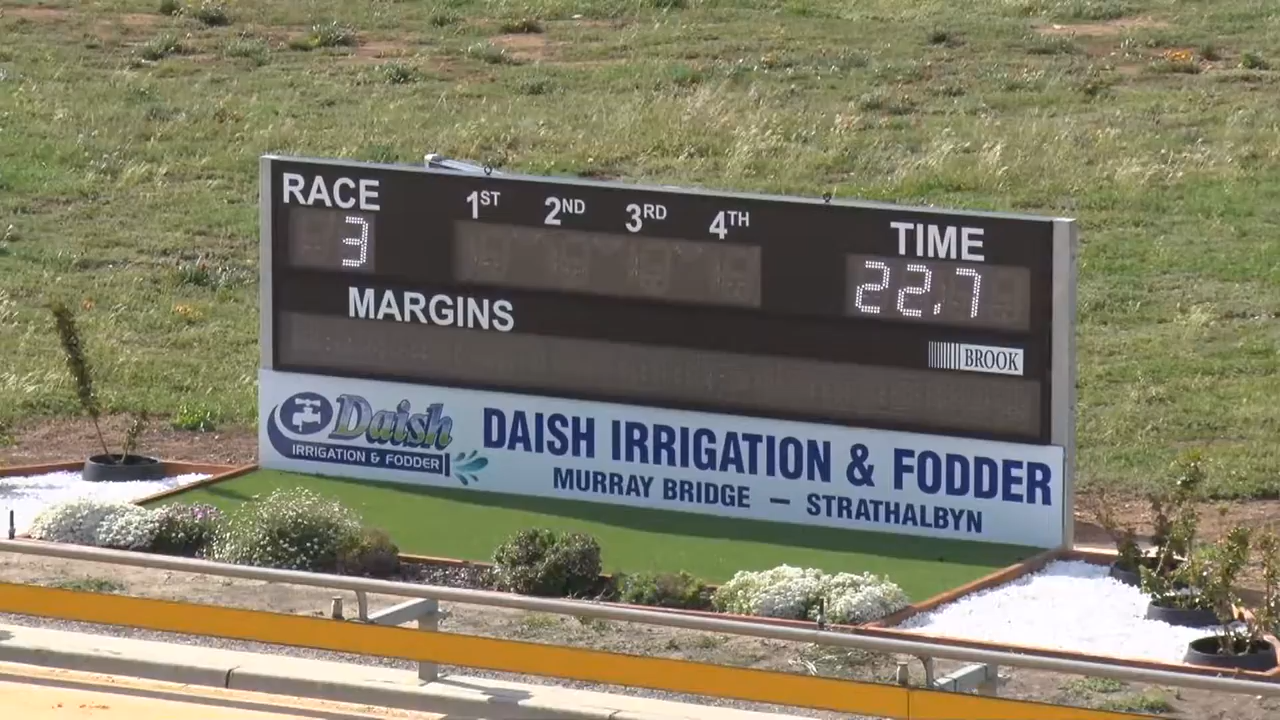 RACE 1ST 2ND 3RD 4TH TIME
3 22.7
MARGINS
BROOK
Daish
IRRIGATION & FODDER
DAISH IRRIGATION & FODDER
MURRAY BRIDGE – STRATHALBYN